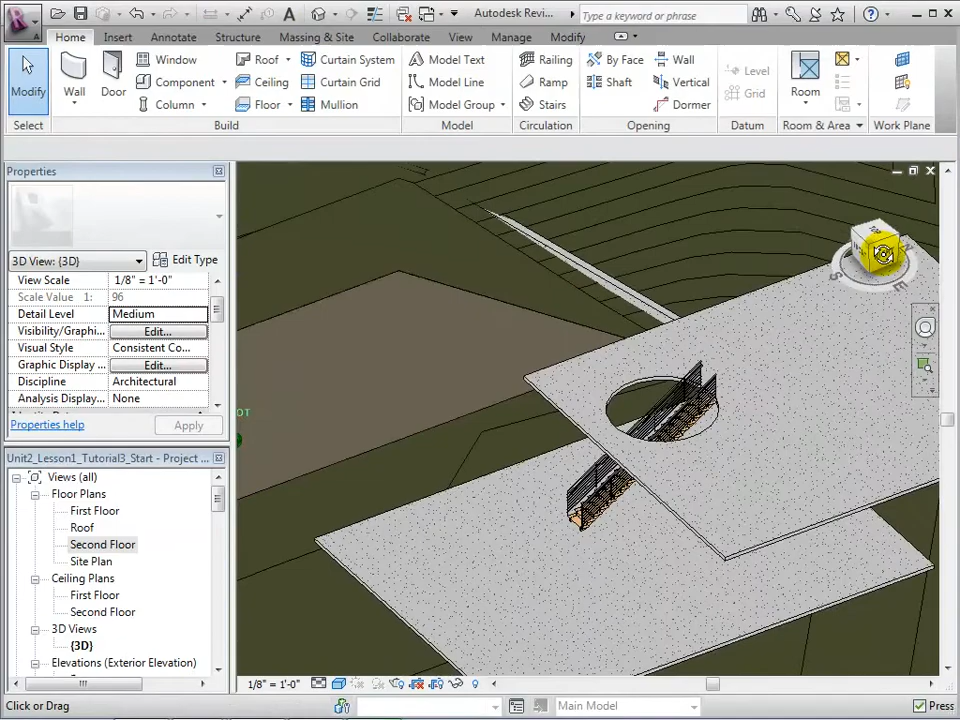 Autodesk Revi...
Type a keyword or phrase
Home Insert Annotate Structure Massing & Site Collaborate View Manage Modify
Modify
Wall
Door
Window
Component
Column
Roof
Ceiling
Floor
Curtain System
Curtain Grid
Mullion
Model Text
Model Line
Model Group
Railing
Ramp
Stairs
By Face
Shaft
Wall
Vertical
Dormer
Level
Grid
Room
Select Build Model Circulation Opening Datum Room & Area Work Plane
Properties
3D View: {3D} Edit Type
View Scale 1/8" = 1'-0"
Scale Value 1: 96
Detail Level Medium
Visibility/Graphi... Edit...
Visual Style Consistent Co...
Graphic Display ... Edit...
Discipline Architectural
Analysis Display... None
Properties help Apply
Unit2_Lesson1_Tutorial3_Start - Project ...
Views (all)
Floor Plans
First Floor
Roof
Second Floor
Site Plan
Ceiling Plans
First Floor
Second Floor
3D Views
{3D}
Elevations (Exterior Elevation)
OT
S
E
1/8" = 1'-0"
Click or Drag
Main Model
Press